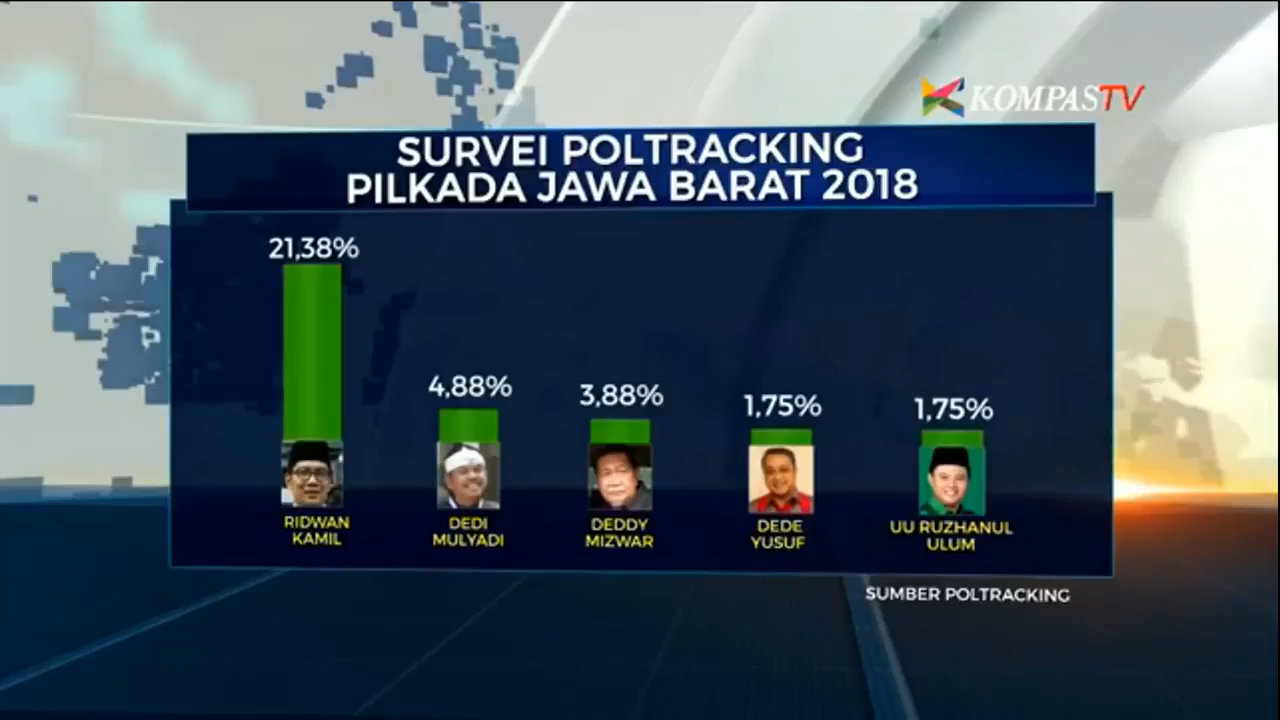 KOMPASTV
SURVEI POLTRACKING
PILKADA JAWA BARAT 2018
21,38%
4,88%
3,88%
1,75%
1,75%
RIDWAN
KAMIL
DEDI
MULYADI
DEDDY
MIZWAR
DEDE
YUSUF
UU RUZHANUL
ULUM
SUMBER POLTRACKING